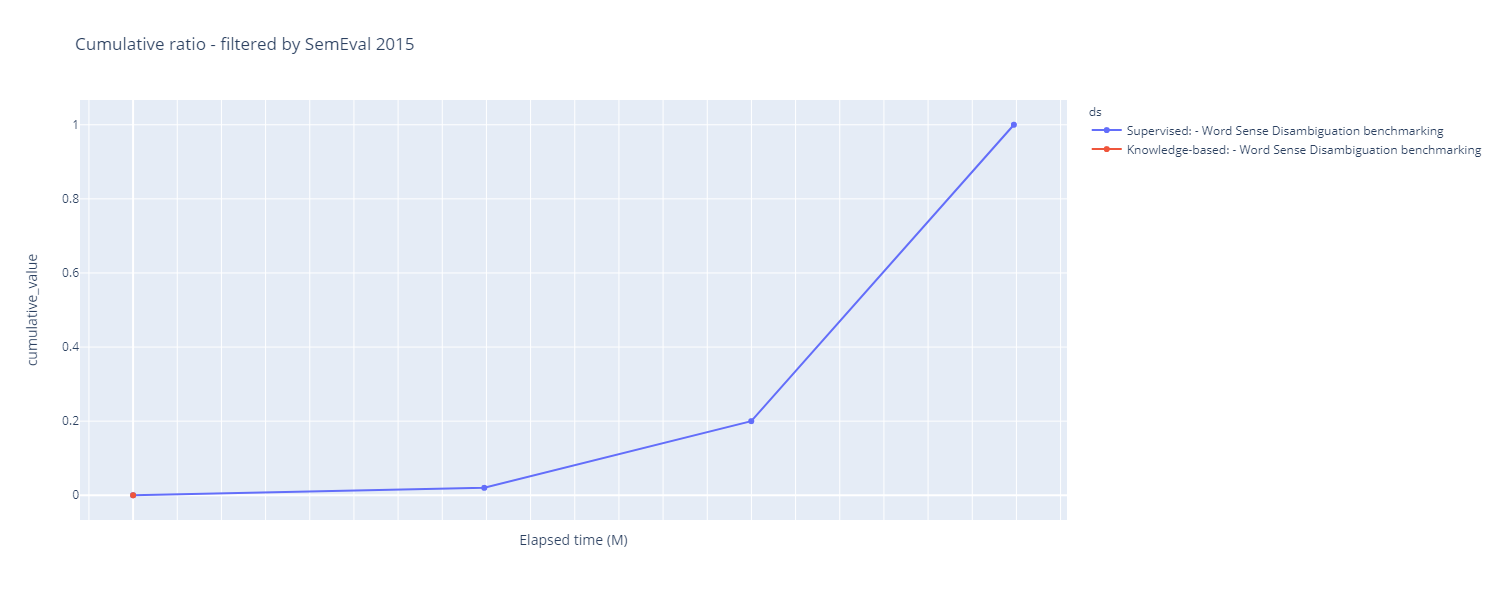 Cumulative ratio - filtered by SemEval 2015
ds
Supervised: - Word Sense Disambiguation benchmarking
Knowledge-based: - Word Sense Disambiguation benchmarking
cumulative_value
1
0.8
0.6
0.4
0.2
0
Elapsed time (M)